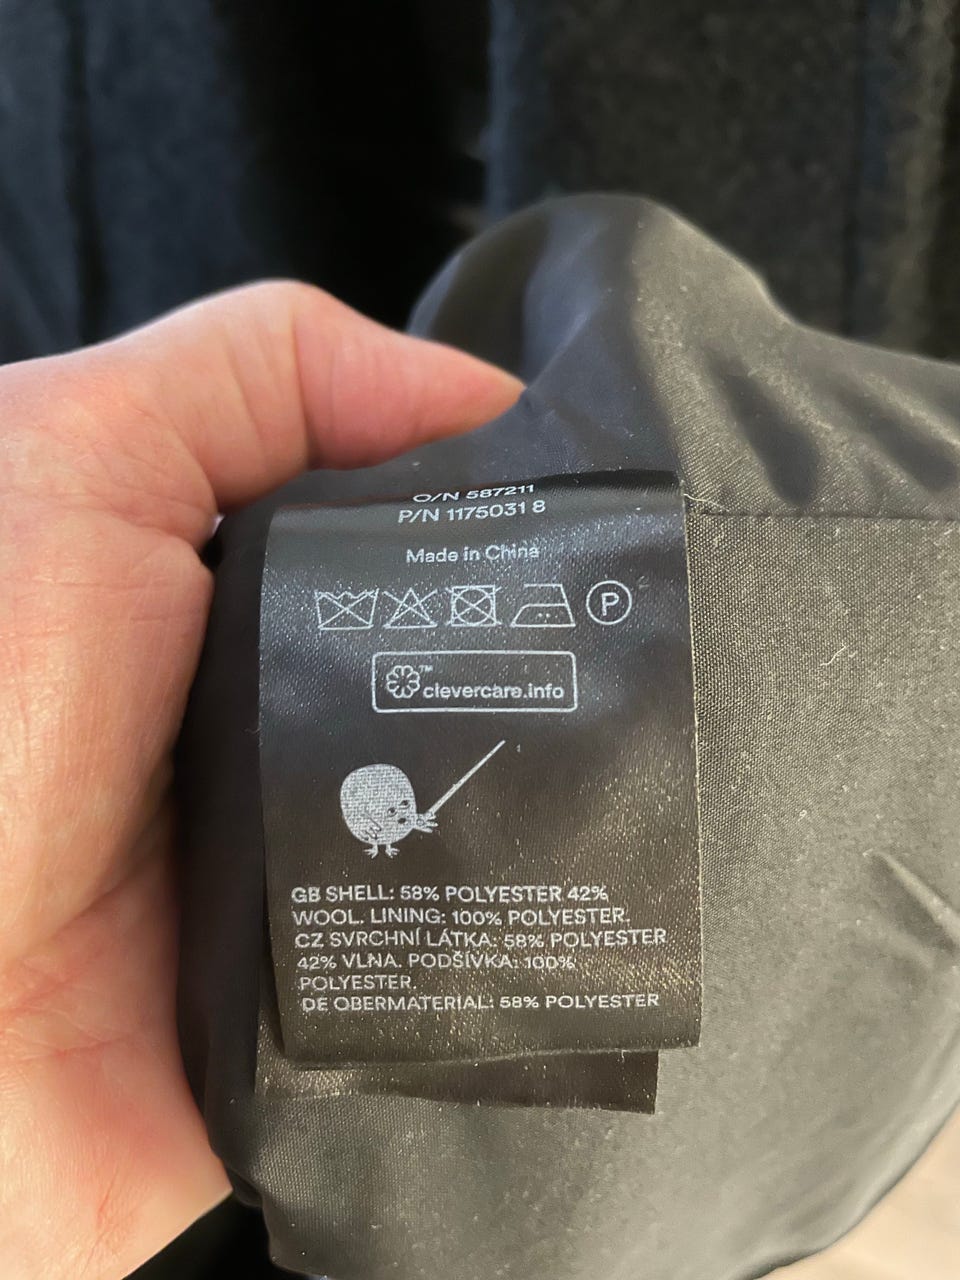 O/N 587211
P/N 1175031 8
Made in China
P
™
clevercare.info
GB SHELL: 58% POLYESTER 42%
WOOL. LINING: 100% POLYESTER.
CZ SVRCHNÍ LÁTKA: 58% POLYESTER
42% VLNA. PODŠÍVKA: 100%
POLYESTER.
DE OBERMATERIAL: 58% POLYESTER